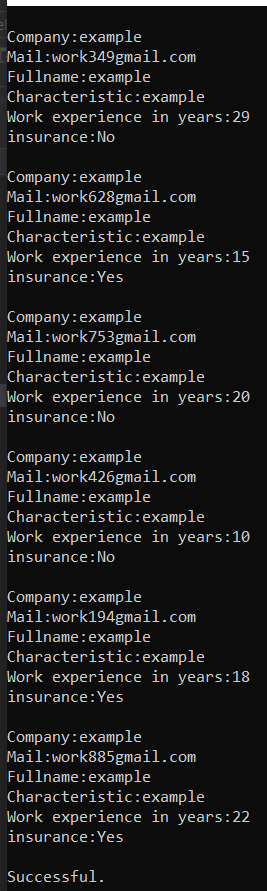 Company:example
Mail:work349gmail.com
Fullname:example
Characteristic:example
Work experience in years:29
insurance:No
Company:example
Mail:work628gmail.com
Fullname:example
Characteristic:example
Work experience in years:15
insurance:Yes
Company:example
Mail:work753gmail.com
Fullname:example
Characteristic:example
Work experience in years:20
insurance:No
Company:example
Mail:work426gmail.com
Fullname:example
Characteristic:example
Work experience in years:10
insurance:No
Company:example
Mail:work194gmail.com
Fullname:example
Characteristic:example
Work experience in years:18
insurance:Yes
Company:example
Mail:work885gmail.com
Fullname:example
Characteristic:example
Work experience in years:22
insurance:Yes
Successful.